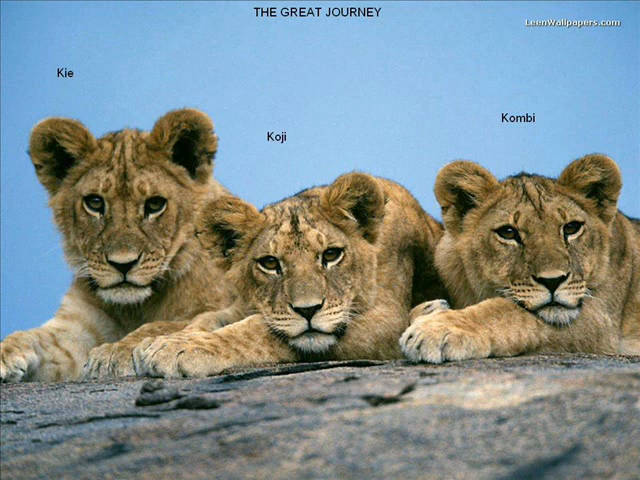 THE GREAT JOURNEY
LeenWallpapers.com
Kie
Koji
Kombi